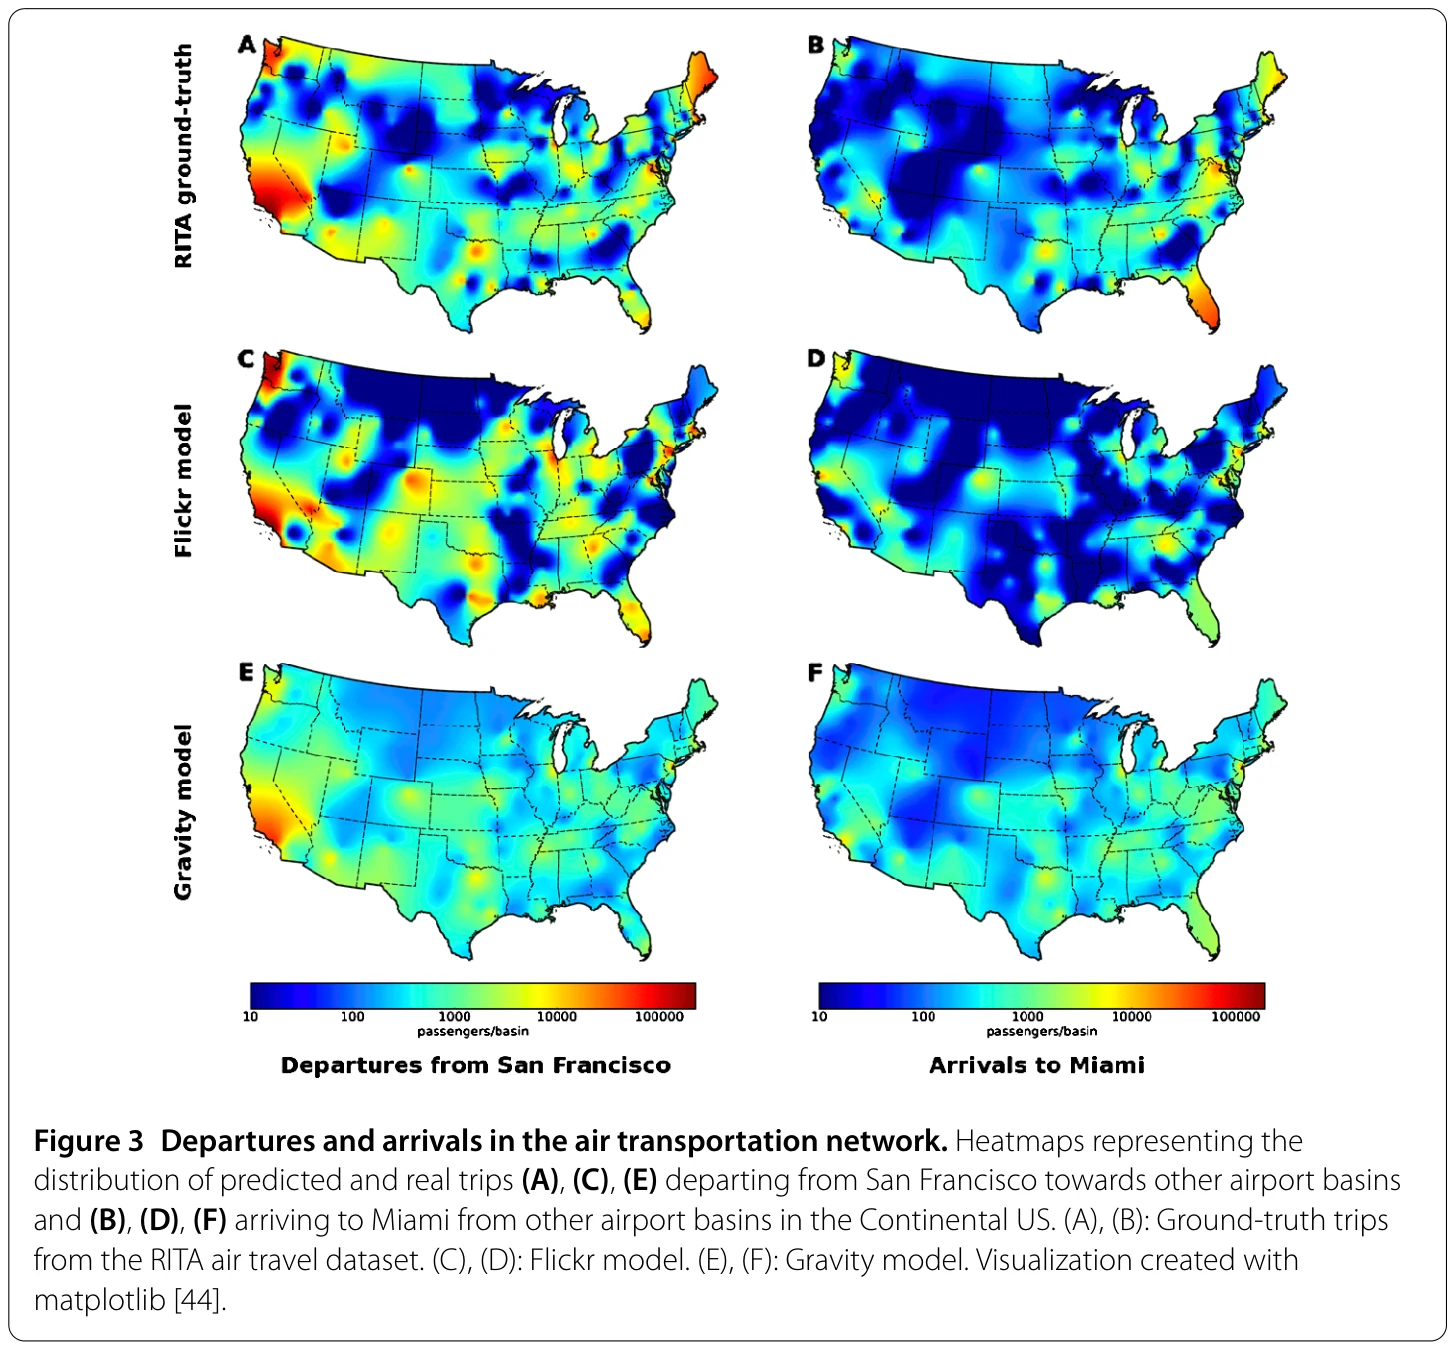 A
B
RITA ground-truth
C
D
Flickr model
E
F
Gravity model
10 100 1000 10000 100000
passengers/basin
10 100 1000 10000 100000
passengers/basin
Departures from San Francisco
Arrivals to Miami
Figure 3 Departures and arrivals in the air transportation network. Heatmaps representing the
distribution of predicted and real trips (A), (C), (E) departing from San Francisco towards other airport basins
and (B), (D), (F) arriving to Miami from other airport basins in the Continental US. (A), (B): Ground-truth trips
from the RITA air travel dataset. (C), (D): Flickr model. (E), (F): Gravity model. Visualization created with
matplotlib [44].